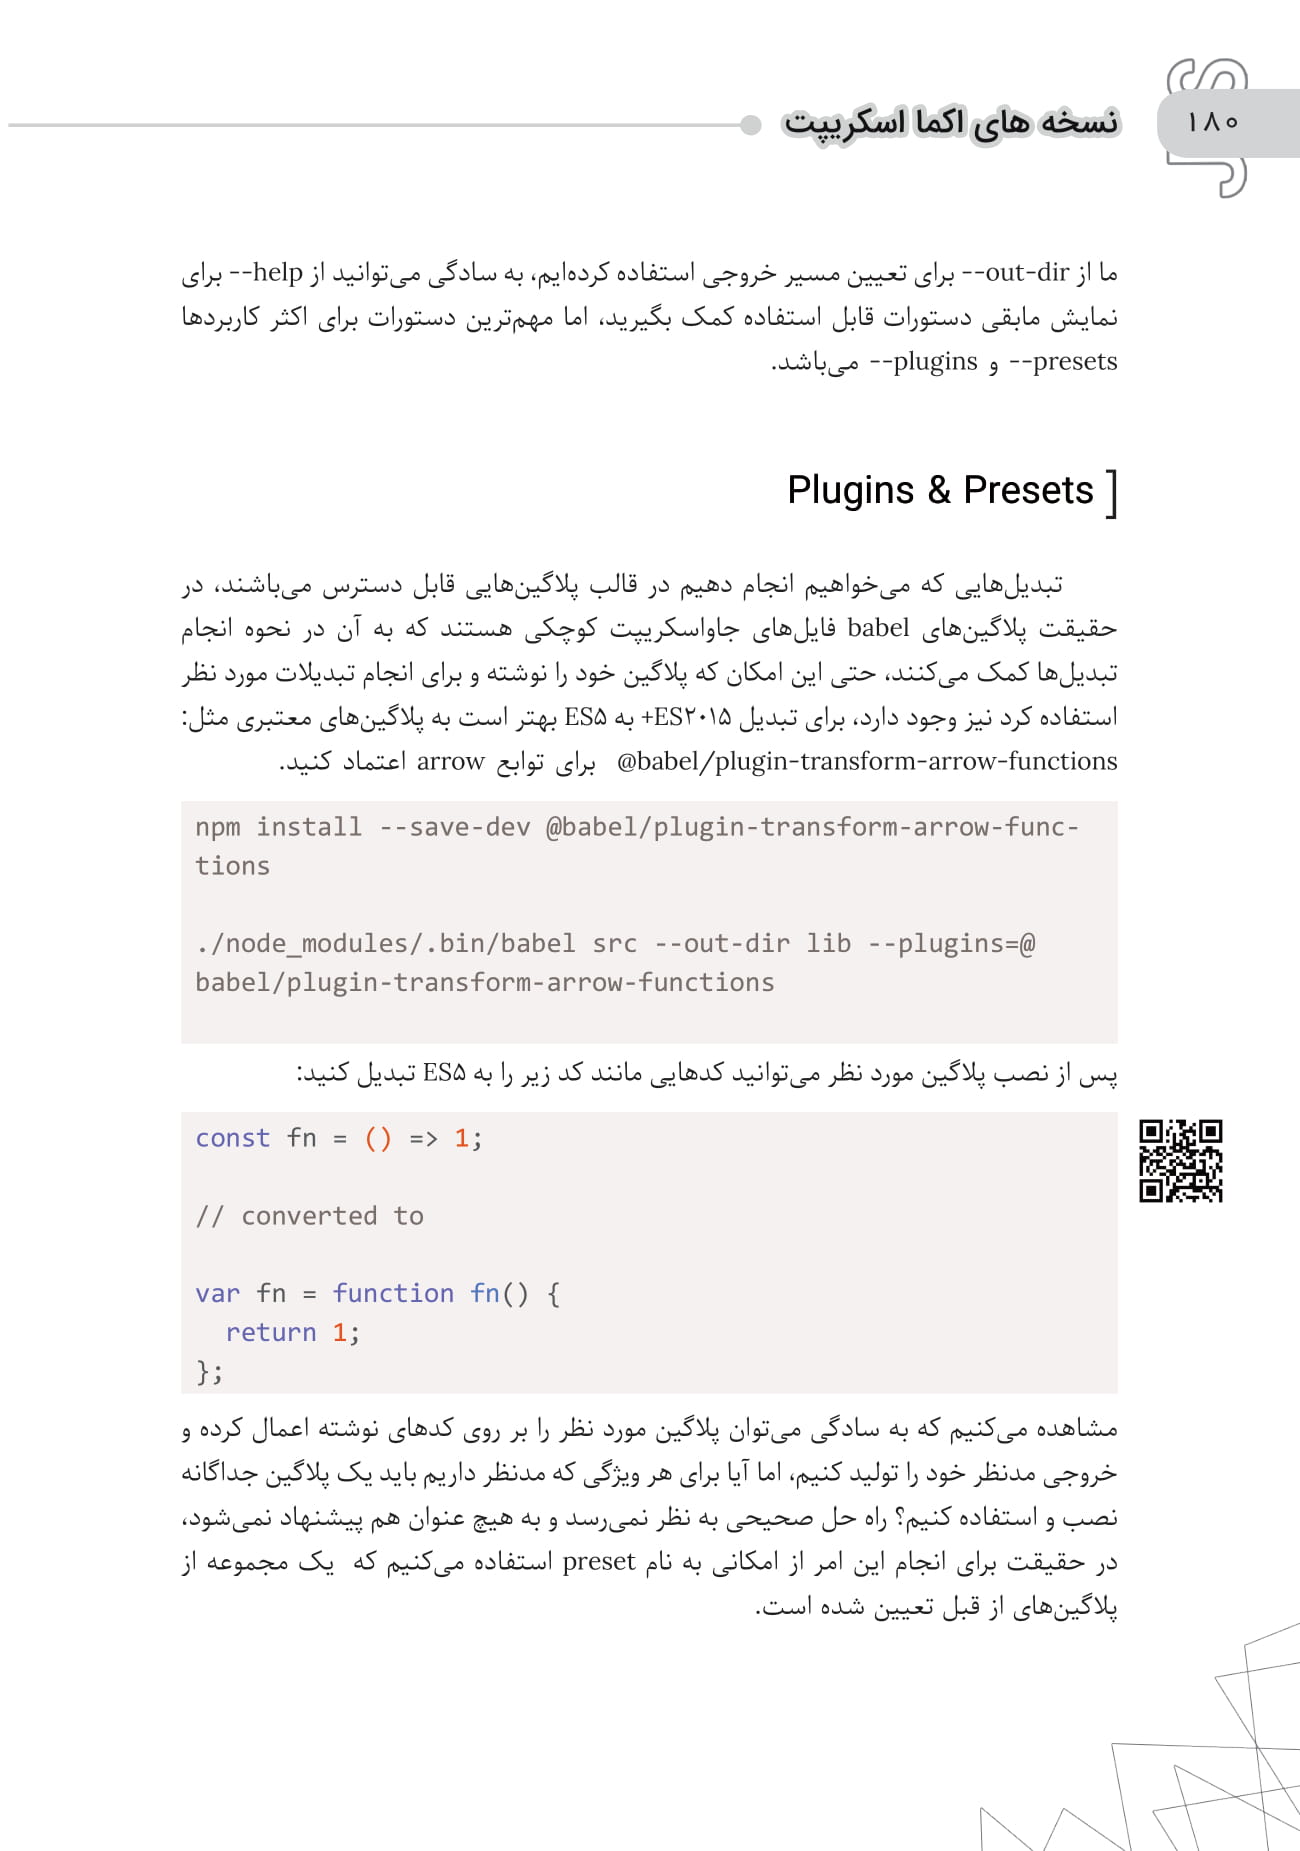 ۱۸۰
نسخه های اکما اسکریپت
ما از out-dir-- برای تعیین مسیر خروجی استفاده کرده‌ایم، به سادگی می‌توانید از help-- برای
نمایش مابقی دستورات قابل استفاده کمک بگیرید، اما مهم‌ترین دستورات برای اکثر کاربردها
presets-- و plugins-- می‌باشد.
Plugins & Presets ]
تبدیل‌هایی که می‌خواهیم انجام دهیم در قالب پلاگین‌هایی قابل دسترس می‌باشند، در
حقیقت پلاگین‌های babel فایل‌های جاواسکریپت کوچکی هستند که به آن در نحوه انجام
تبدیل‌ها کمک می‌کنند، حتی این امکان که پلاگین خود را نوشته و برای انجام تبدیلات مورد نظر
استفاده کرد نیز وجود دارد، برای تبدیل ES۲۰۱۵+ به ES۵ بهتر است به پلاگین‌های معتبری مثل:
@babel/plugin-transform-arrow-functions برای توابع arrow اعتماد کنید.
npm install --save-dev @babel/plugin-transform-arrow-func-
tions
./node_modules/.bin/babel src --out-dir lib --plugins=@
babel/plugin-transform-arrow-functions
پس از نصب پلاگین مورد نظر می‌توانید کدهایی مانند کد زیر را به ES۵ تبدیل کنید:
const fn = () => 1;
// converted to
var fn = function fn() {
  return 1;
};
مشاهده می‌کنیم که به سادگی می‌توان پلاگین مورد نظر را بر روی کدهای نوشته اعمال کرده و
خروجی مدنظر خود را تولید کنیم، اما آیا برای هر ویژگی که مدنظر داریم باید یک پلاگین جداگانه
نصب و استفاده کنیم؟ راه حل صحیحی به نظر نمی‌رسد و به هیچ عنوان هم پیشنهاد نمی‌شود،
در حقیقت برای انجام این امر از امکانی به نام preset استفاده می‌کنیم که یک مجموعه از
پلاگین‌های از قبل تعیین شده است.